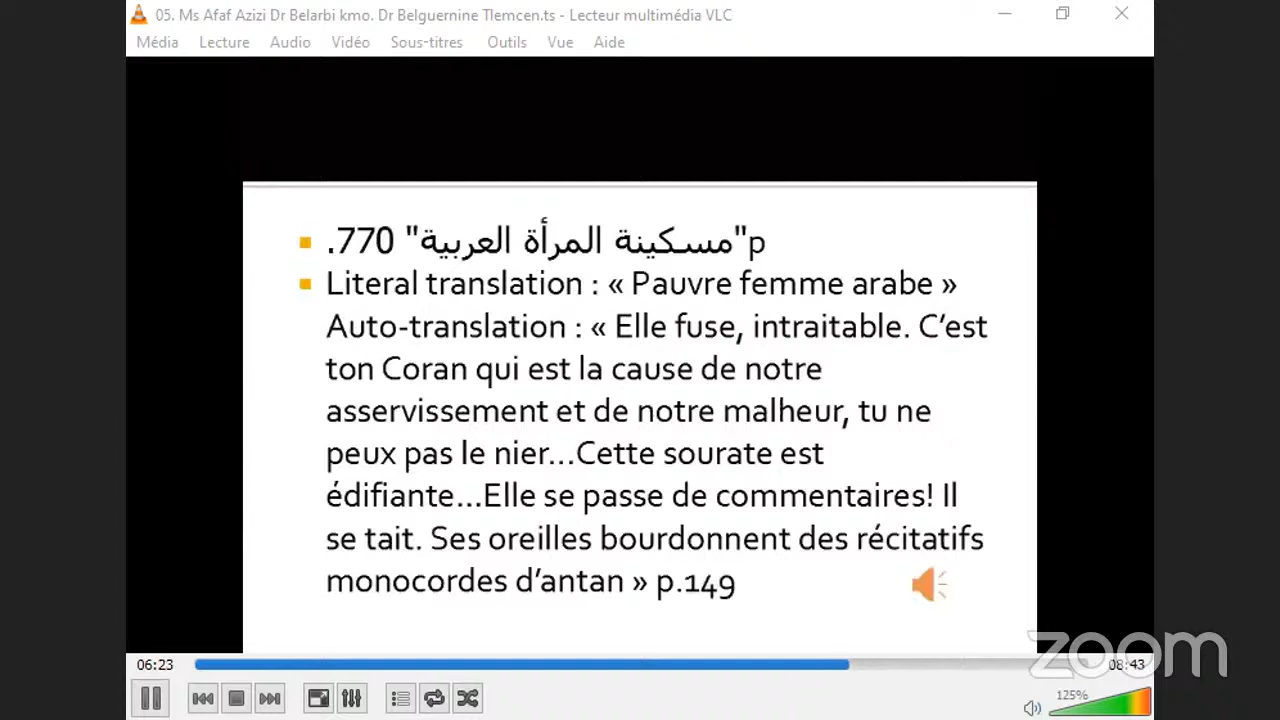 05. Ms Afaf Azizi Dr Belarbi kmo. Dr Belguernine Tlemcen.ts - Lecteur multimédia VLC
Média Lecture Audio Vidéo Sous-titres Outils Vue Aide
.770 "مسكينة المرأة العربية"p
Literal translation : « Pauvre femme arabe »
Auto-translation : « Elle fuse, intraitable. C’est
ton Coran qui est la cause de notre
asservissement et de notre malheur, tu ne
peux pas le nier…Cette sourate est
édifiante…Elle se passe de commentaires! Il
se tait. Ses oreilles bourdonnent des récitatifs
monocordes d’antan » p.149
06:23
08:43
125%
zoom